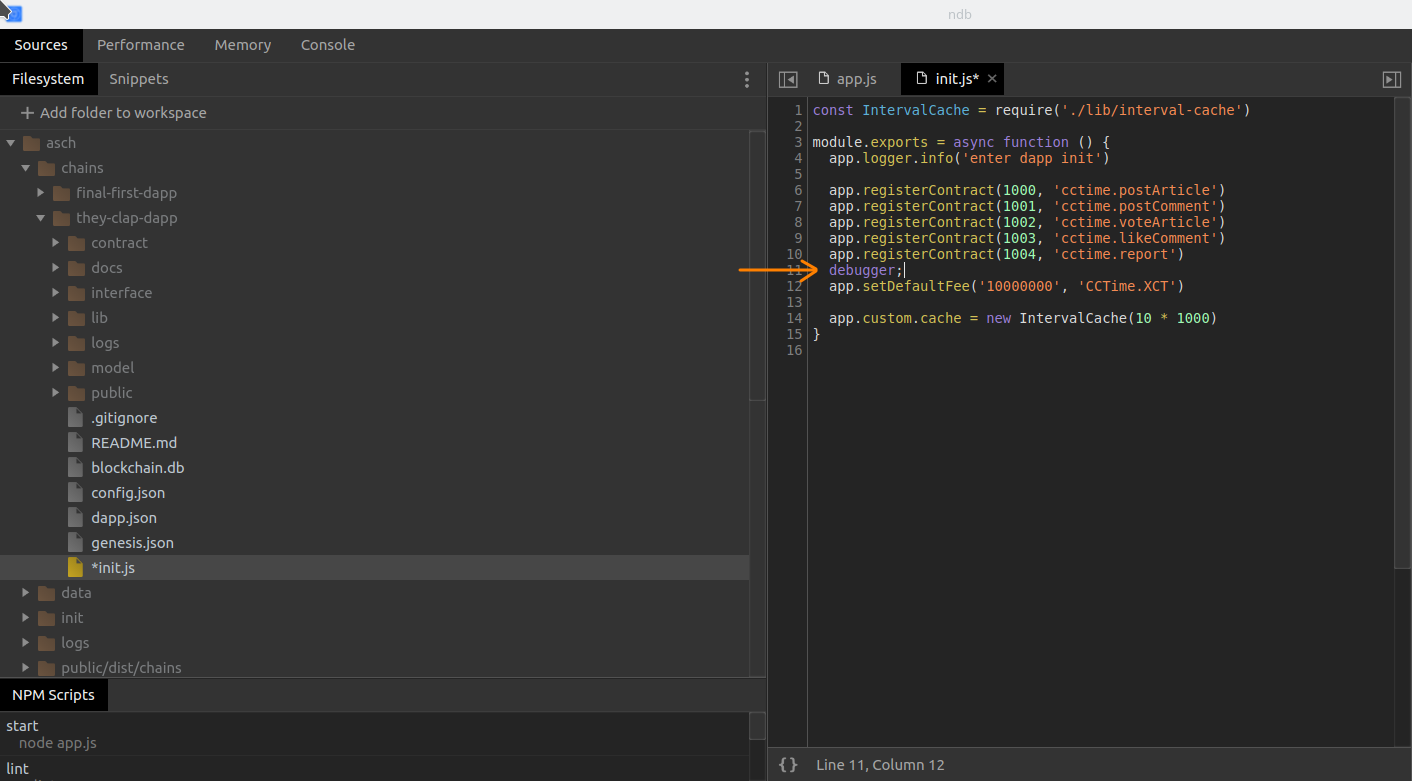 ndb
Sources Performance Memory Console
Filesystem Snippets
Add folder to workspace
asch
chains
final-first-dapp
they-clap-dapp
contract
docs
interface
lib
logs
model
public
.gitignore
README.md
blockchain.db
config.json
dapp.json
genesis.json
*init.js
data
init
logs
public/dist/chains
NPM Scripts
start
node app.js
lint
app.js init.js* ×
1 const IntervalCache = require('./lib/interval-cache')
2
3 module.exports = async function () {
4   app.logger.info('enter dapp init')
5
6   app.registerContract(1000, 'cctime.postArticle')
7   app.registerContract(1001, 'cctime.postComment')
8   app.registerContract(1002, 'cctime.voteArticle')
9   app.registerContract(1003, 'cctime.likeComment')
10   app.registerContract(1004, 'cctime.report')
11   debugger;
12   app.setDefaultFee('10000000', 'CCTime.XCT')
13
14   app.custom.cache = new IntervalCache(10 * 1000)
15 }
16
{} Line 11, Column 12